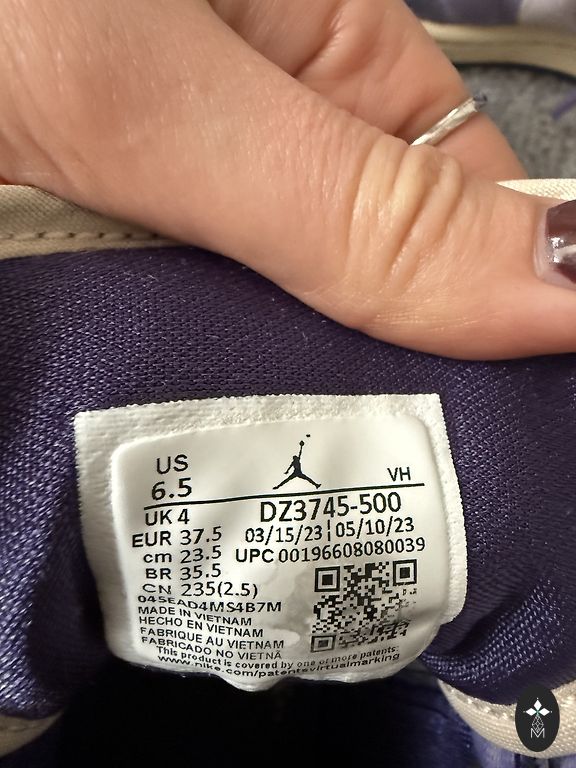 US
6.5
VH
UK 4
DZ3745-500
EUR 37.5
03/15/23 | 05/10/23
cm 23.5
UPC 00196608080039
BR 35.5
CN 235(2.5)
04SEAD4MS4B7M
MADE IN VIETNAM
HECHO EN VIETNAM
FABRIQUE AU VIETNAM
FABRICADO NO VIETNÃ
This product is covered by one or more patents:
www.nike.com/patentsvirtualmarking
M